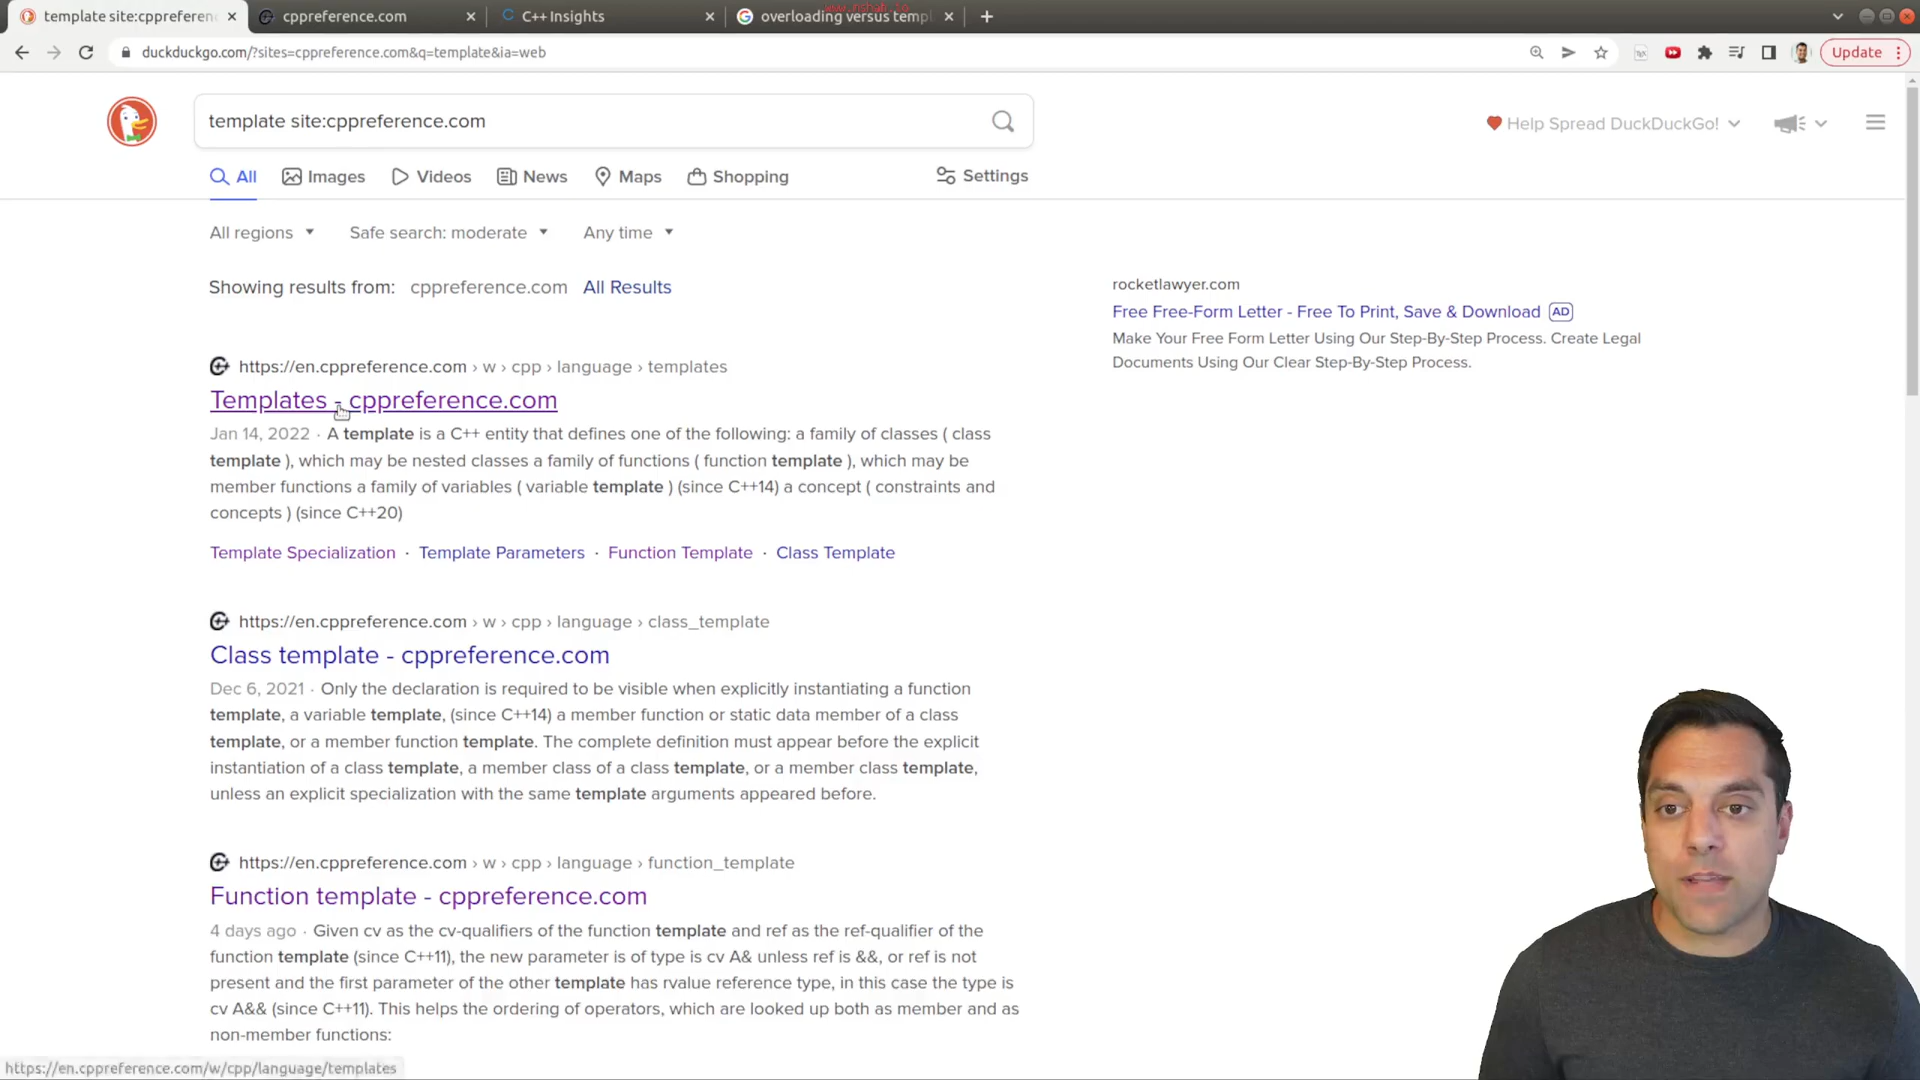 template site:cppreferen
cppreference.com
C++ Insights
overloading versus templ
duckduckgo.com/?sites=cppreference.com&q=template&ia=web
Update
template site:cppreference.com
Help Spread DuckDuckGo!
All
Images
Videos
News
Maps
Shopping
Settings
All regions
Safe search: moderate
Any time
Showing results from: cppreference.com All Results
rocketlawyer.com
Free Free-Form Letter - Free To Print, Save & Download AD
Make Your Free Form Letter Using Our Step-By-Step Process. Create Legal
Documents Using Our Clear Step-By-Step Process.
https://en.cppreference.com › w › cpp › language › templates
Templates - cppreference.com
Jan 14, 2022 · A template is a C++ entity that defines one of the following: a family of classes ( class
template ), which may be nested classes a family of functions ( function template ), which may be
member functions a family of variables ( variable template ) (since C++14) a concept ( constraints and
concepts ) (since C++20)
Template Specialization · Template Parameters · Function Template · Class Template
https://en.cppreference.com › w › cpp › language › class_template
Class template - cppreference.com
Dec 6, 2021 · Only the declaration is required to be visible when explicitly instantiating a function
template, a variable template, (since C++14) a member function or static data member of a class
template, or a member function template. The complete definition must appear before the explicit
instantiation of a class template, a member class of a class template, or a member class template,
unless an explicit specialization with the same template arguments appeared before.
https://en.cppreference.com › w › cpp › language › function_template
Function template - cppreference.com
4 days ago · Given cv as the cv-qualifiers of the function template and ref as the ref-qualifier of the
function template (since C++11), the new parameter is of type is cv A& unless ref is &&, or ref is not
present and the first parameter of the other template has rvalue reference type, in this case the type is
cv A&& (since C++11). This helps the ordering of operators, which are looked up both as member and as
non-member functions:
https://en.cppreference.com/w/cpp/language/templates